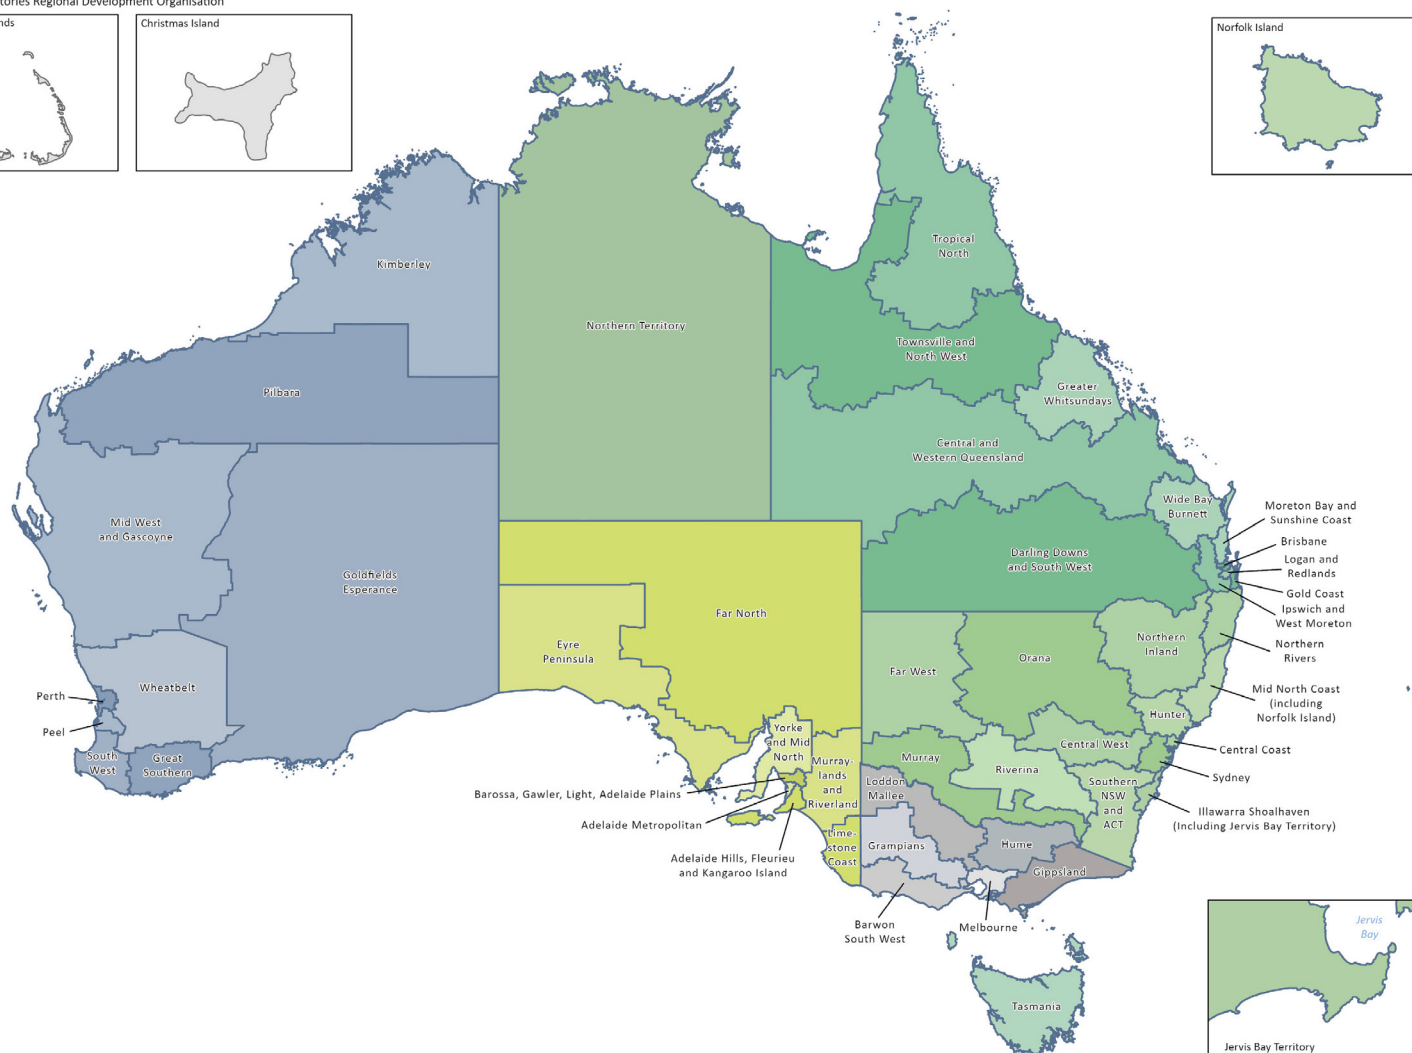 Regional Development Organisation
Christmas Island
Norfolk Island
Kimberley
Tropical
North
Northern Territory
Townsville and
North West
Pilbara
Greater
Whitsundays
Central and
Western Queensland
Wide Bay
Burnett
Moreton Bay and
Sunshine Coast
Mid West
and Gascoyne
Brisbane
Darling Downs
and South West
Logan and
Redlands
Goldfields
Esperance
Gold Coast
Ipswich and
West Moreton
Far North
Eyre
Peninsula
Northern
Inland
Northern
Rivers
Orana
Far West
Wheatbelt
Perth
Mid North Coast
(including
Norfolk Island)
Hunter
Peel
Yorke
and Mid
North
Central West
Central Coast
South
West
Great
Southern
Murray
Murray-
lands
and
Riverland
Riverina
Sydney
Loddon
Mallee
Southern
NSW
and
ACT
Barossa, Gawler, Light, Adelaide Plains
Illawarra Shoalhaven
(Including Jervis Bay Territory)
Adelaide Metropolitan
Lime-
stone
Coast
Grampians
Hume
Adelaide Hills, Fleurieu
and Kangaroo Island
Gippsland
Barwon
South West
Melbourne
Jervis
Bay
Tasmania
Jervis Bay Territory